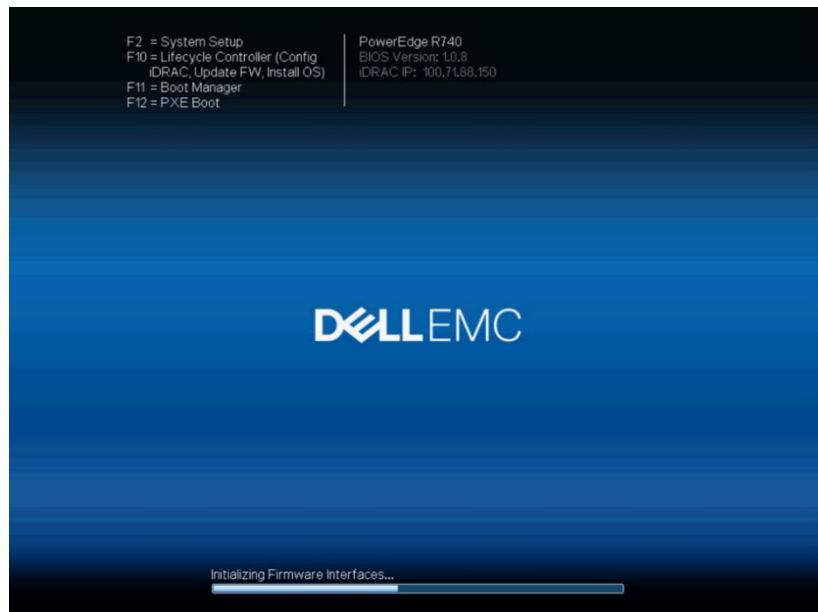 F2 = System Setup
F10 = Lifecycle Controller (Config
iDRAC, Update FW, Install OS)
F11 = Boot Manager
F12 = PXE Boot
PowerEdge R740
BIOS Version: 1.0.8
iDRAC IP: 100.71.88.150
DELLEMC
Initializing Firmware Interfaces...